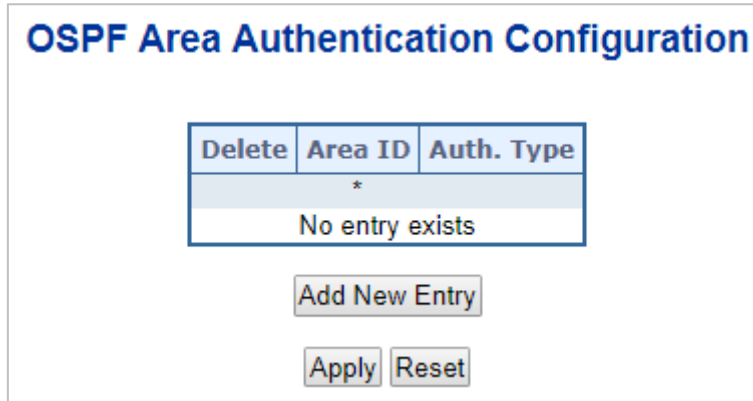 OSPF Area Authentication Configuration
Delete Area ID Auth. Type
*
No entry exists
Add New Entry
Apply Reset